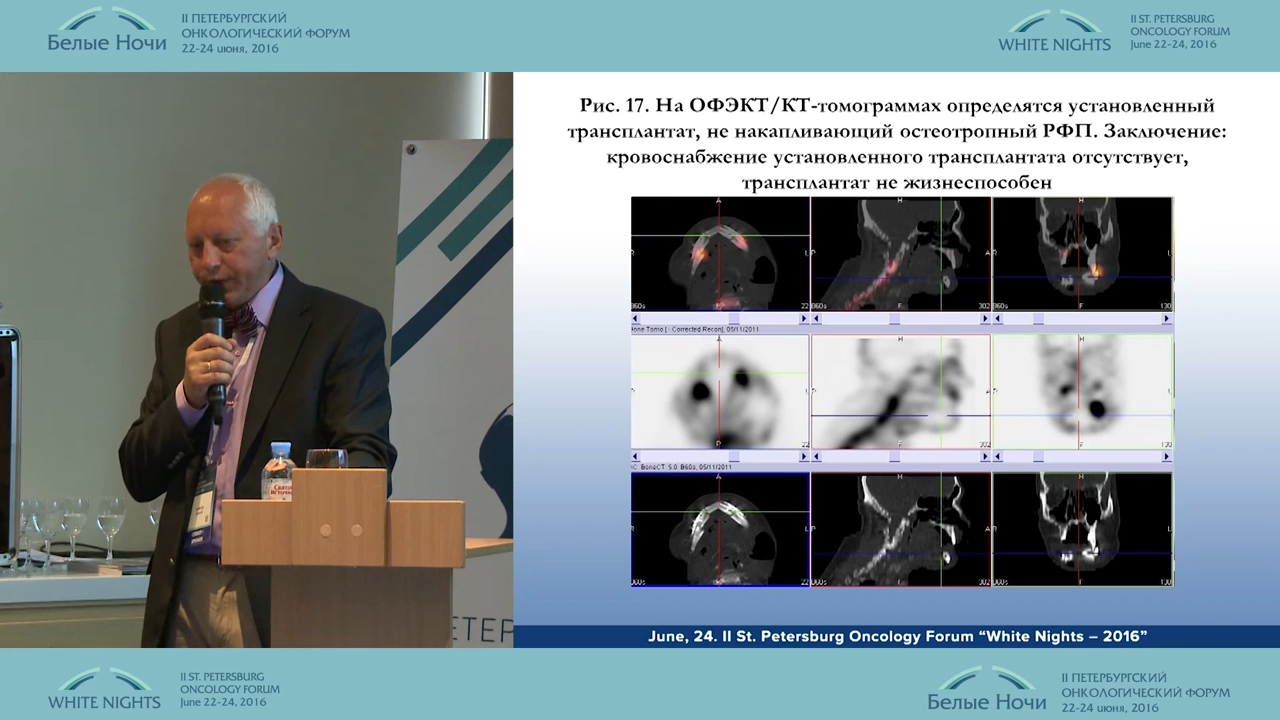 Белые Ночи
II ПЕТЕРБУРГСКИЙ
ОНКОЛОГИЧЕСКИЙ ФОРУМ
22-24 июня, 2016
WHITE NIGHTS
II ST. PETERSBURG
ONCOLOGY FORUM
June 22-24, 2016
Рис. 17. На ОФЭКТ/КТ-томограммах определятся установленный
трансплантат, не накапливающий остеотропный РФП. Заключение:
кровоснабжение установленного трансплантата отсутствует,
трансплантат не жизнеспособен
ETEP
June, 24. II St. Petersburg Oncology Forum “White Nights – 2016”
WHITE NIGHTS
II ST. PETERSBURG
ONCOLOGY FORUM
June 22-24, 2016
Белые Ночи
II ПЕТЕРБУРГСКИЙ
ОНКОЛОГИЧЕСКИЙ ФОРУМ
22-24 июня, 2016